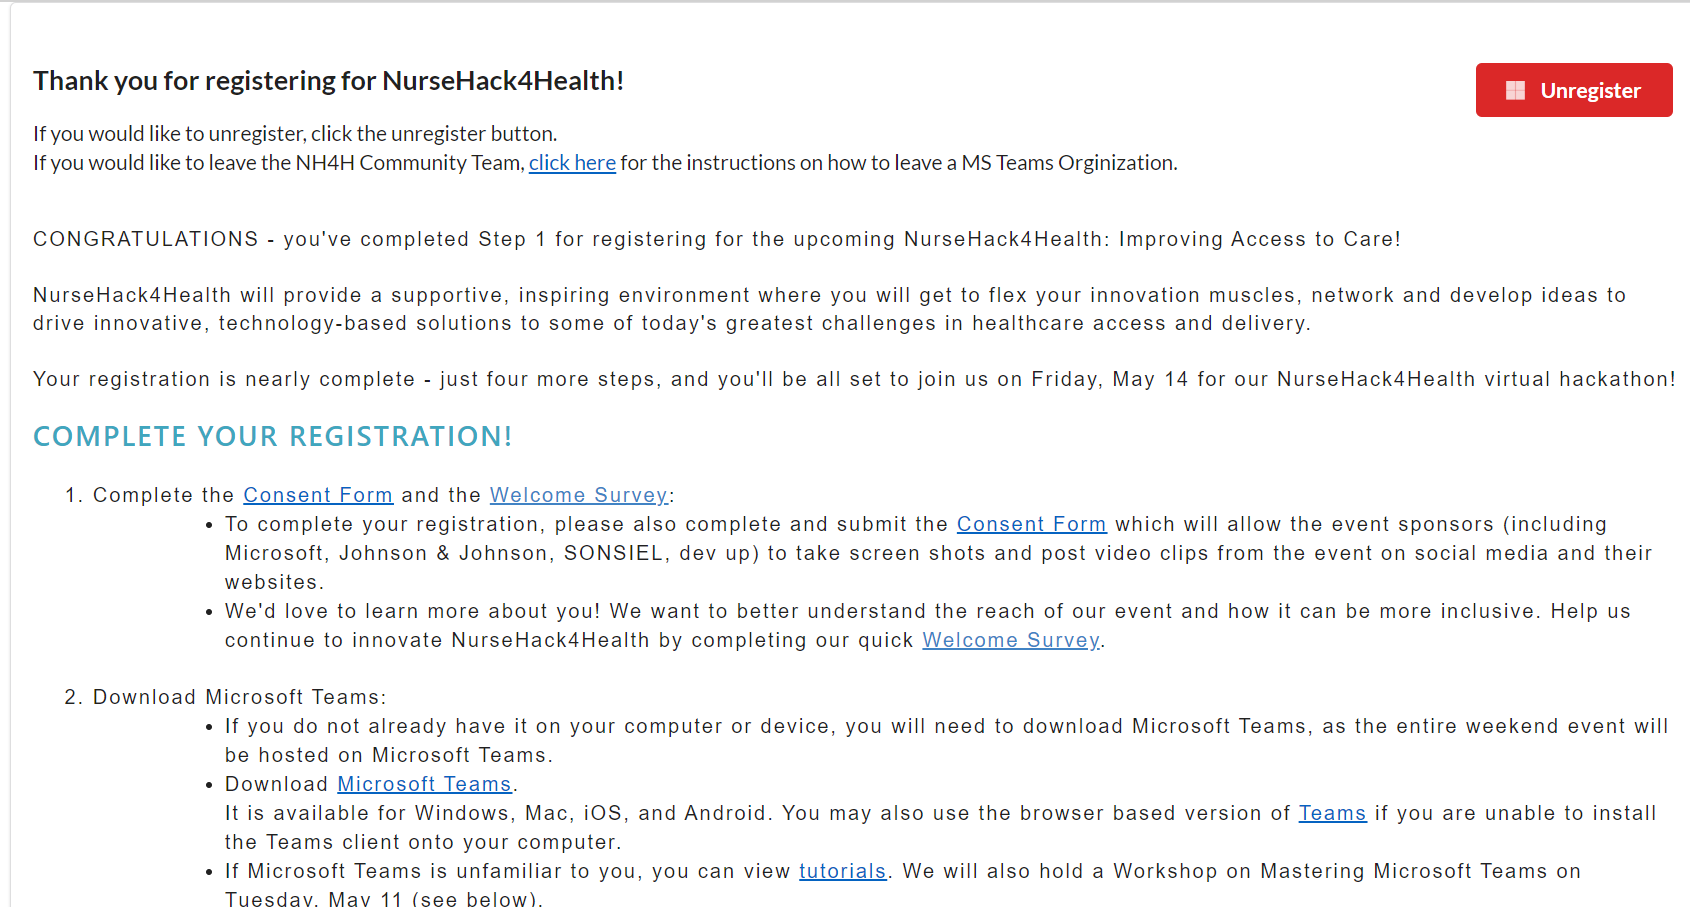 Thank you for registering for NurseHack4Health!
Unregister
If you would like to unregister, click the unregister button.
If you would like to leave the NH4H Community Team, click here for the instructions on how to leave a MS Teams Orginization.
CONGRATULATIONS - you've completed Step 1 for registering for the upcoming NurseHack4Health: Improving Access to Care!
NurseHack4Health will provide a supportive, inspiring environment where you will get to flex your innovation muscles, network and develop ideas to
drive innovative, technology-based solutions to some of today's greatest challenges in healthcare access and delivery.
Your registration is nearly complete - just four more steps, and you'll be all set to join us on Friday, May 14 for our NurseHack4Health virtual hackathon!
COMPLETE YOUR REGISTRATION!
1. Complete the Consent Form and the Welcome Survey:
• To complete your registration, please also complete and submit the Consent Form which will allow the event sponsors (including
Microsoft, Johnson & Johnson, SONSIEL, dev up) to take screen shots and post video clips from the event on social media and their
websites.
• We'd love to learn more about you! We want to better understand the reach of our event and how it can be more inclusive. Help us
continue to innovate NurseHack4Health by completing our quick Welcome Survey.
2. Download Microsoft Teams:
• If you do not already have it on your computer or device, you will need to download Microsoft Teams, as the entire weekend event will
be hosted on Microsoft Teams.
• Download Microsoft Teams.
It is available for Windows, Mac, iOS, and Android. You may also use the browser based version of Teams if you are unable to install
the Teams client onto your computer.
• If Microsoft Teams is unfamiliar to you, you can view tutorials. We will also hold a Workshop on Mastering Microsoft Teams on
Tuesday, May 11 (see below).